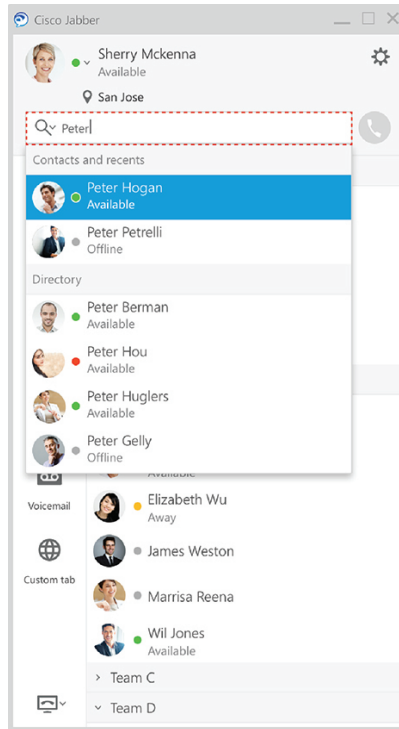 Cisco Jabber
Sherry Mckenna
Available
San Jose
Peter
Contacts and recents
Peter Hogan
Available
Peter Petrelli
Offline
Directory
Peter Berman
Available
Peter Hou
Available
Peter Huglers
Available
Peter Gelly
Offline
Available
Voicemail
Elizabeth Wu
Away
Custom tab
James Weston
Marrisa Reena
Wil Jones
Available
Team C
Team D